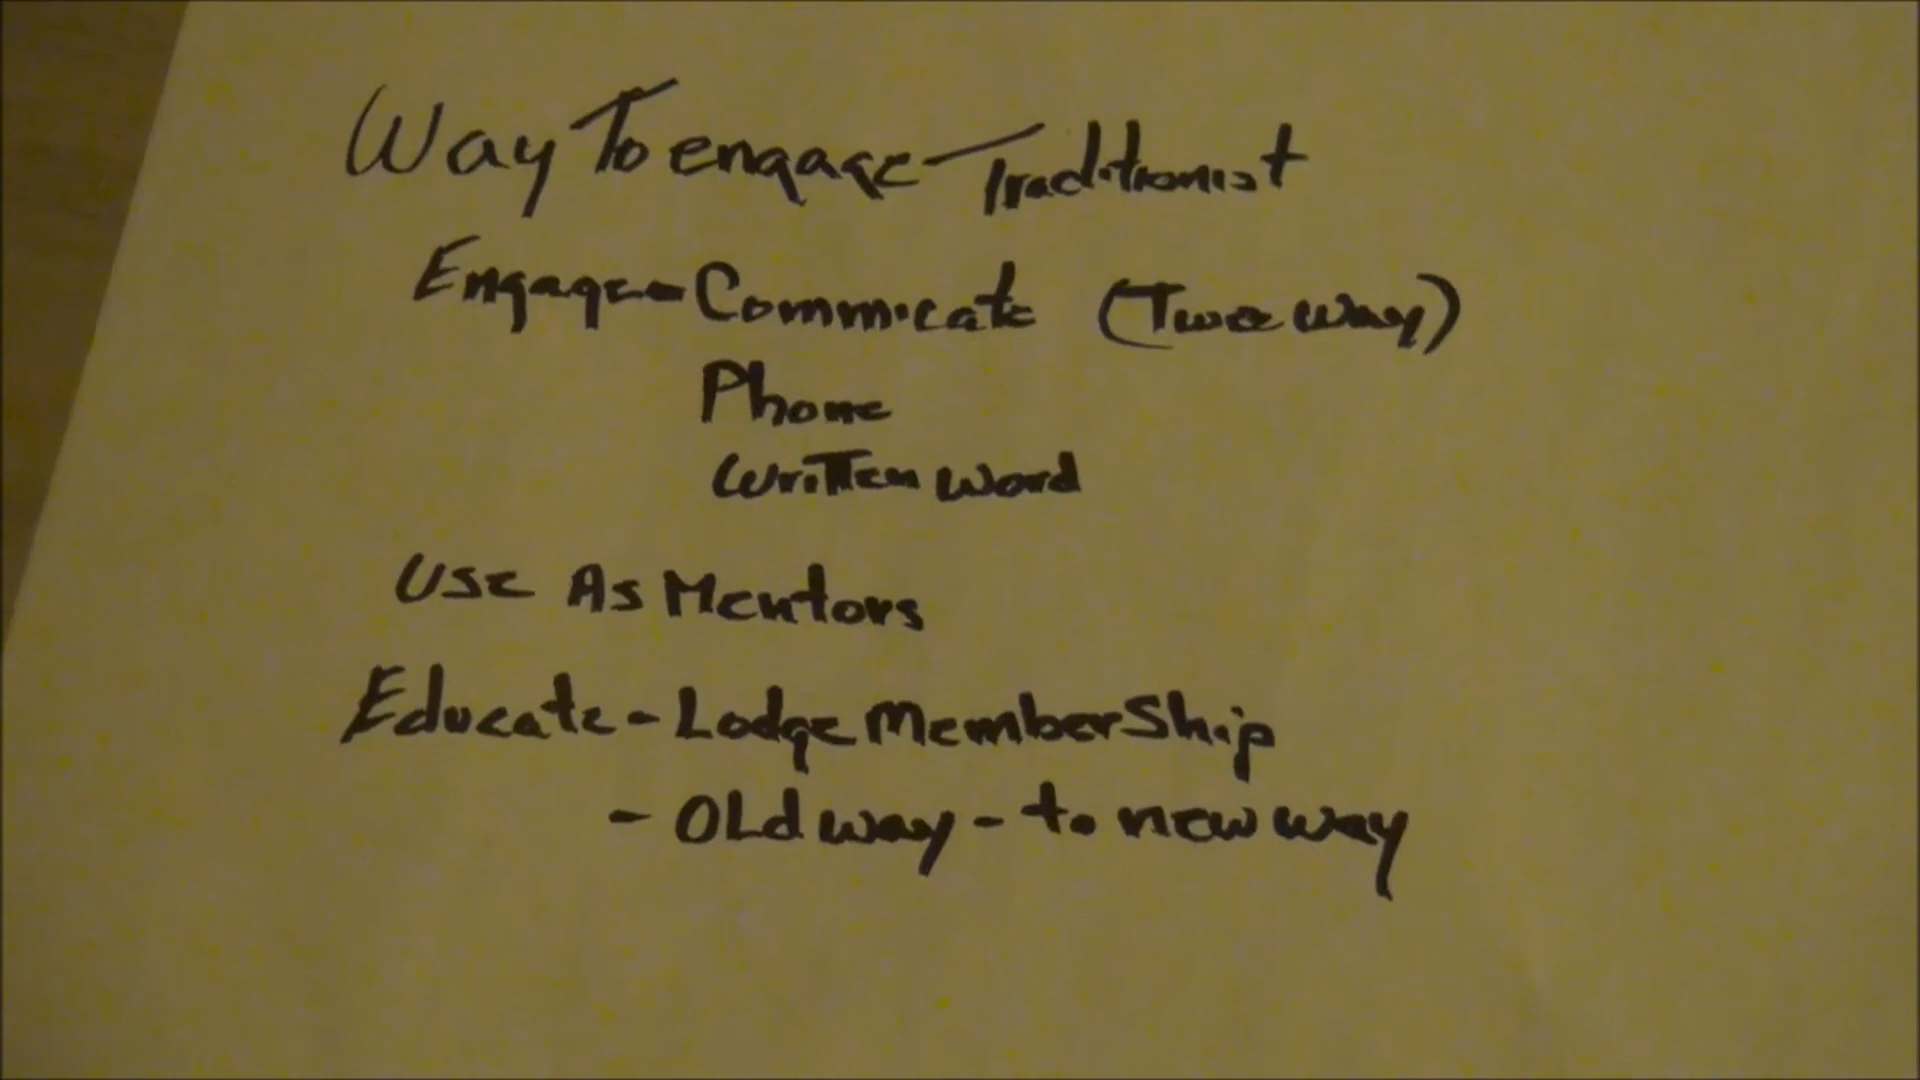 Way To engage - Traditionist
Engage - Commicate (Two way)
Phone
Written word
Use As Mentors
Educate - Lodge MemberShip
- OLd way - to new way